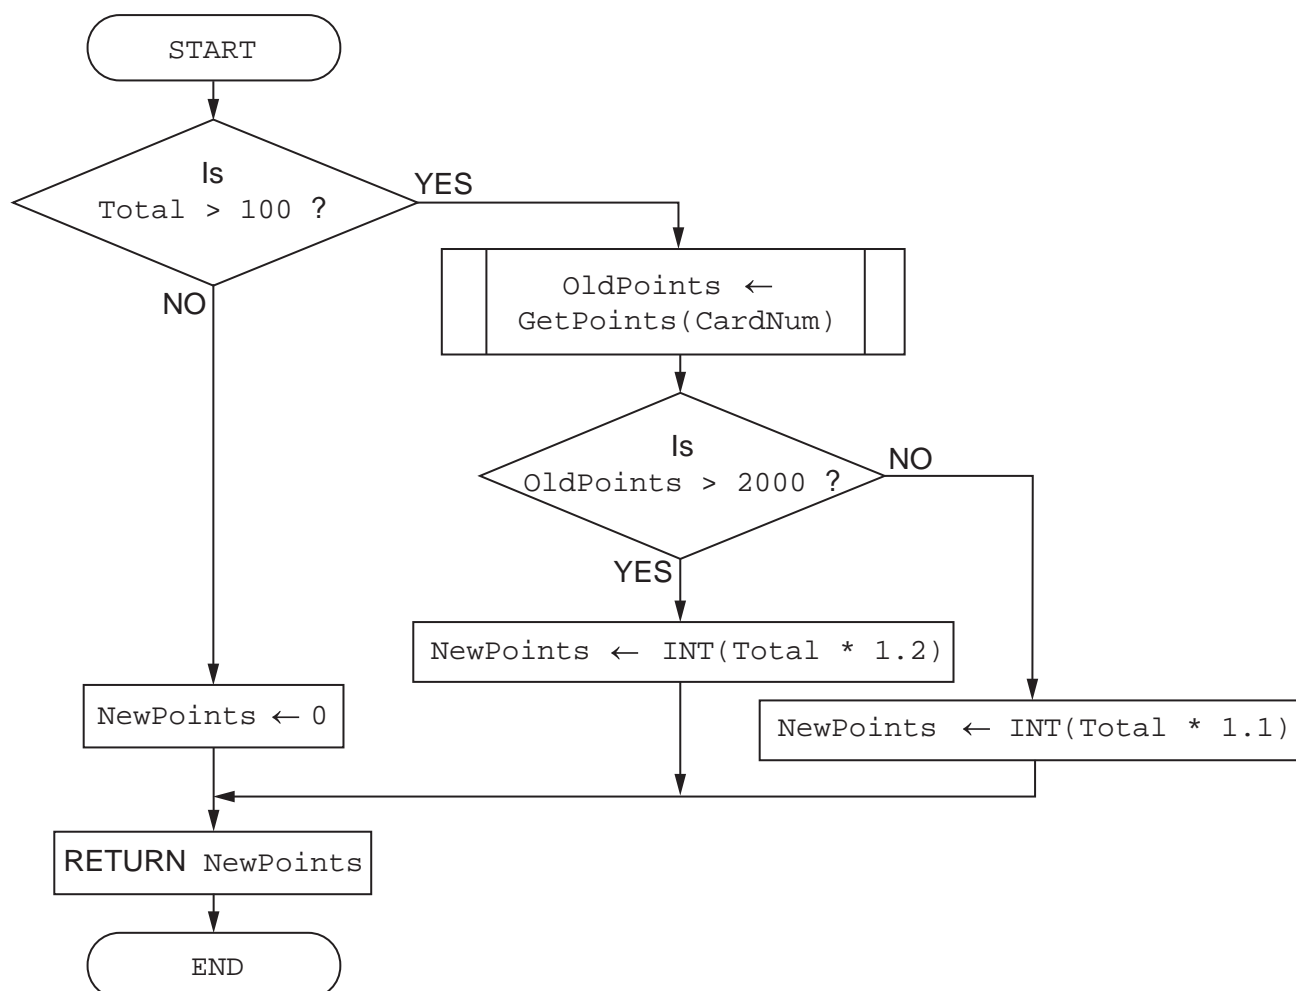 START
Is
Total > 100 ?
YES
NO
OldPoints ←
GetPoints(CardNum)
Is
OldPoints > 2000 ?
NO
YES
NewPoints ← INT(Total * 1.2)
NewPoints ← 0
NewPoints ← INT(Total * 1.1)
RETURN NewPoints
END